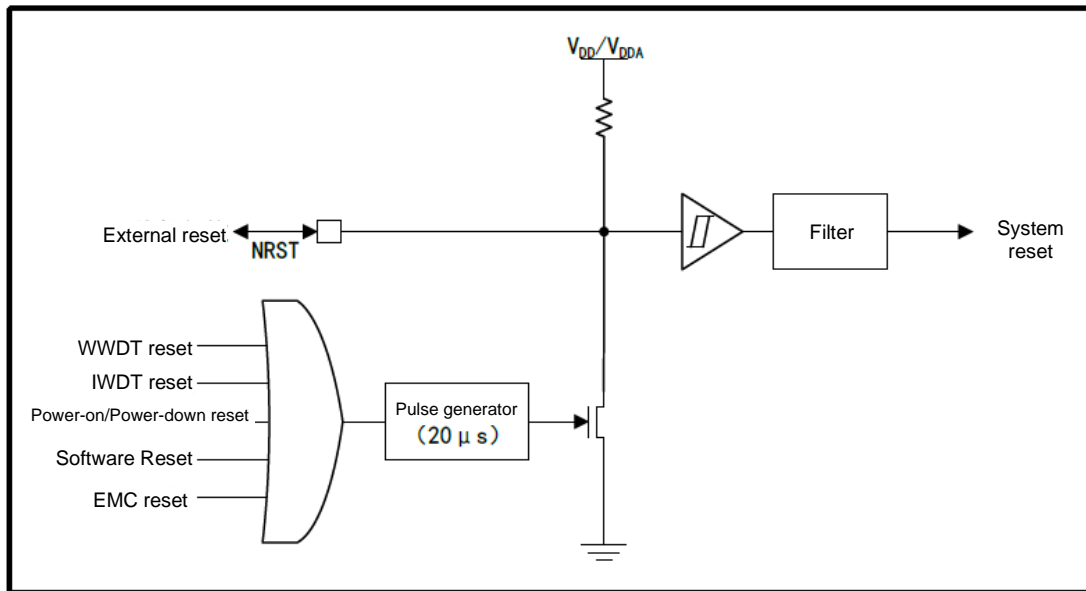 VDD/VDDA
External reset
NRST
Filter
System
reset
WWDT reset
IWDT reset
Power-on/Power-down reset
Software Reset
EMC reset
Pulse generator
（20μs）